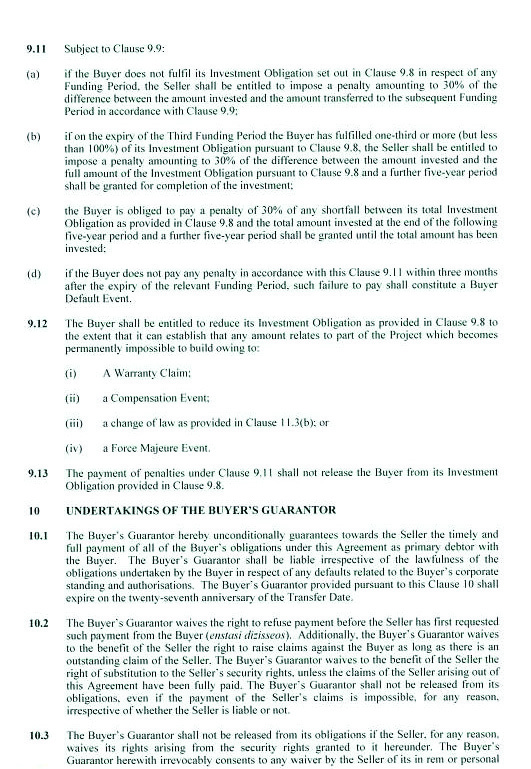 9.11 Subject to Clause 9.9:
(a) if the Buyer does not fulfil its Investment Obligation set out in Clause 9.8 in respect of any
Funding Period, the Seller shall be entitled to impose a penalty amounting to 30% of the
difference between the amount invested and the amount transferred to the subsequent Funding
Period in accordance with Clause 9.9;
(b) if on the expiry of the Third Funding Period the Buyer has fulfilled one-third or more (but less
than 100%) of its Investment Obligation pursuant to Clause 9.8, the Seller shall be entitled to
impose a penalty amounting to 30% of the difference between the amount invested and the
full amount of the Investment Obligation pursuant to Clause 9.8 and a further five-year period
shall be granted for completion of the investment;
(c) the Buyer is obliged to pay a penalty of 30% of any shortfall between its total Investment
Obligation as provided in Clause 9.8 and the total amount invested at the end of the following
five-year period and a further five-year period shall be granted until the total amount has been
invested;
(d) if the Buyer does not pay any penalty in accordance with this Clause 9.11 within three months
after the expiry of the relevant Funding Period, such failure to pay shall constitute a Buyer
Default Event.
9.12 The Buyer shall be entitled to reduce its Investment Obligation as provided in Clause 9.8 to
the extent that it can establish that any amount relates to part of the Project which becomes
permanently impossible to build owing to:
(i) A Warranty Claim;
(ii) a Compensation Event;
(iii) a change of law as provided in Clause 11.3(b); or
(iv) a Force Majeure Event.
9.13 The payment of penalties under Clause 9.11 shall not release the Buyer from its Investment
Obligation provided in Clause 9.8.
10 UNDERTAKINGS OF THE BUYER'S GUARANTOR
10.1 The Buyer's Guarantor hereby unconditionally guarantees towards the Seller the timely and
full payment of all of the Buyer's obligations under this Agreement as primary debtor with
the Buyer. The Buyer's Guarantor shall be liable irrespective of the lawfulness of the
obligations undertaken by the Buyer in respect of any defaults related to the Buyer's corporate
standing and authorisations. The Buyer's Guarantor provided pursuant to this Clause 10 shall
expire on the twenty-seventh anniversary of the Transfer Date.
10.2 The Buyer's Guarantor waives the right to refuse payment before the Seller has first requested
such payment from the Buyer (enstasi dizisseos). Additionally, the Buyer's Guarantor waives
to the benefit of the Seller the right to raise claims against the Buyer as long as there is an
outstanding claim of the Seller. The Buyer's Guarantor waives to the benefit of the Seller the
right of substitution to the Seller's security rights, unless the claims of the Seller arising out of
this Agreement have been fully paid. The Buyer's Guarantor shall not be released from its
obligations, even if the payment of the Seller's claims is impossible, for any reason,
irrespective of whether the Seller is liable or not.
10.3 The Buyer's Guarantor shall not be released from its obligations if the Seller, for any reason,
waives its rights arising from the security rights granted to it hereunder. The Buyer's
Guarantor herewith irrevocably consents to any waiver by the Seller of its in rem or personal